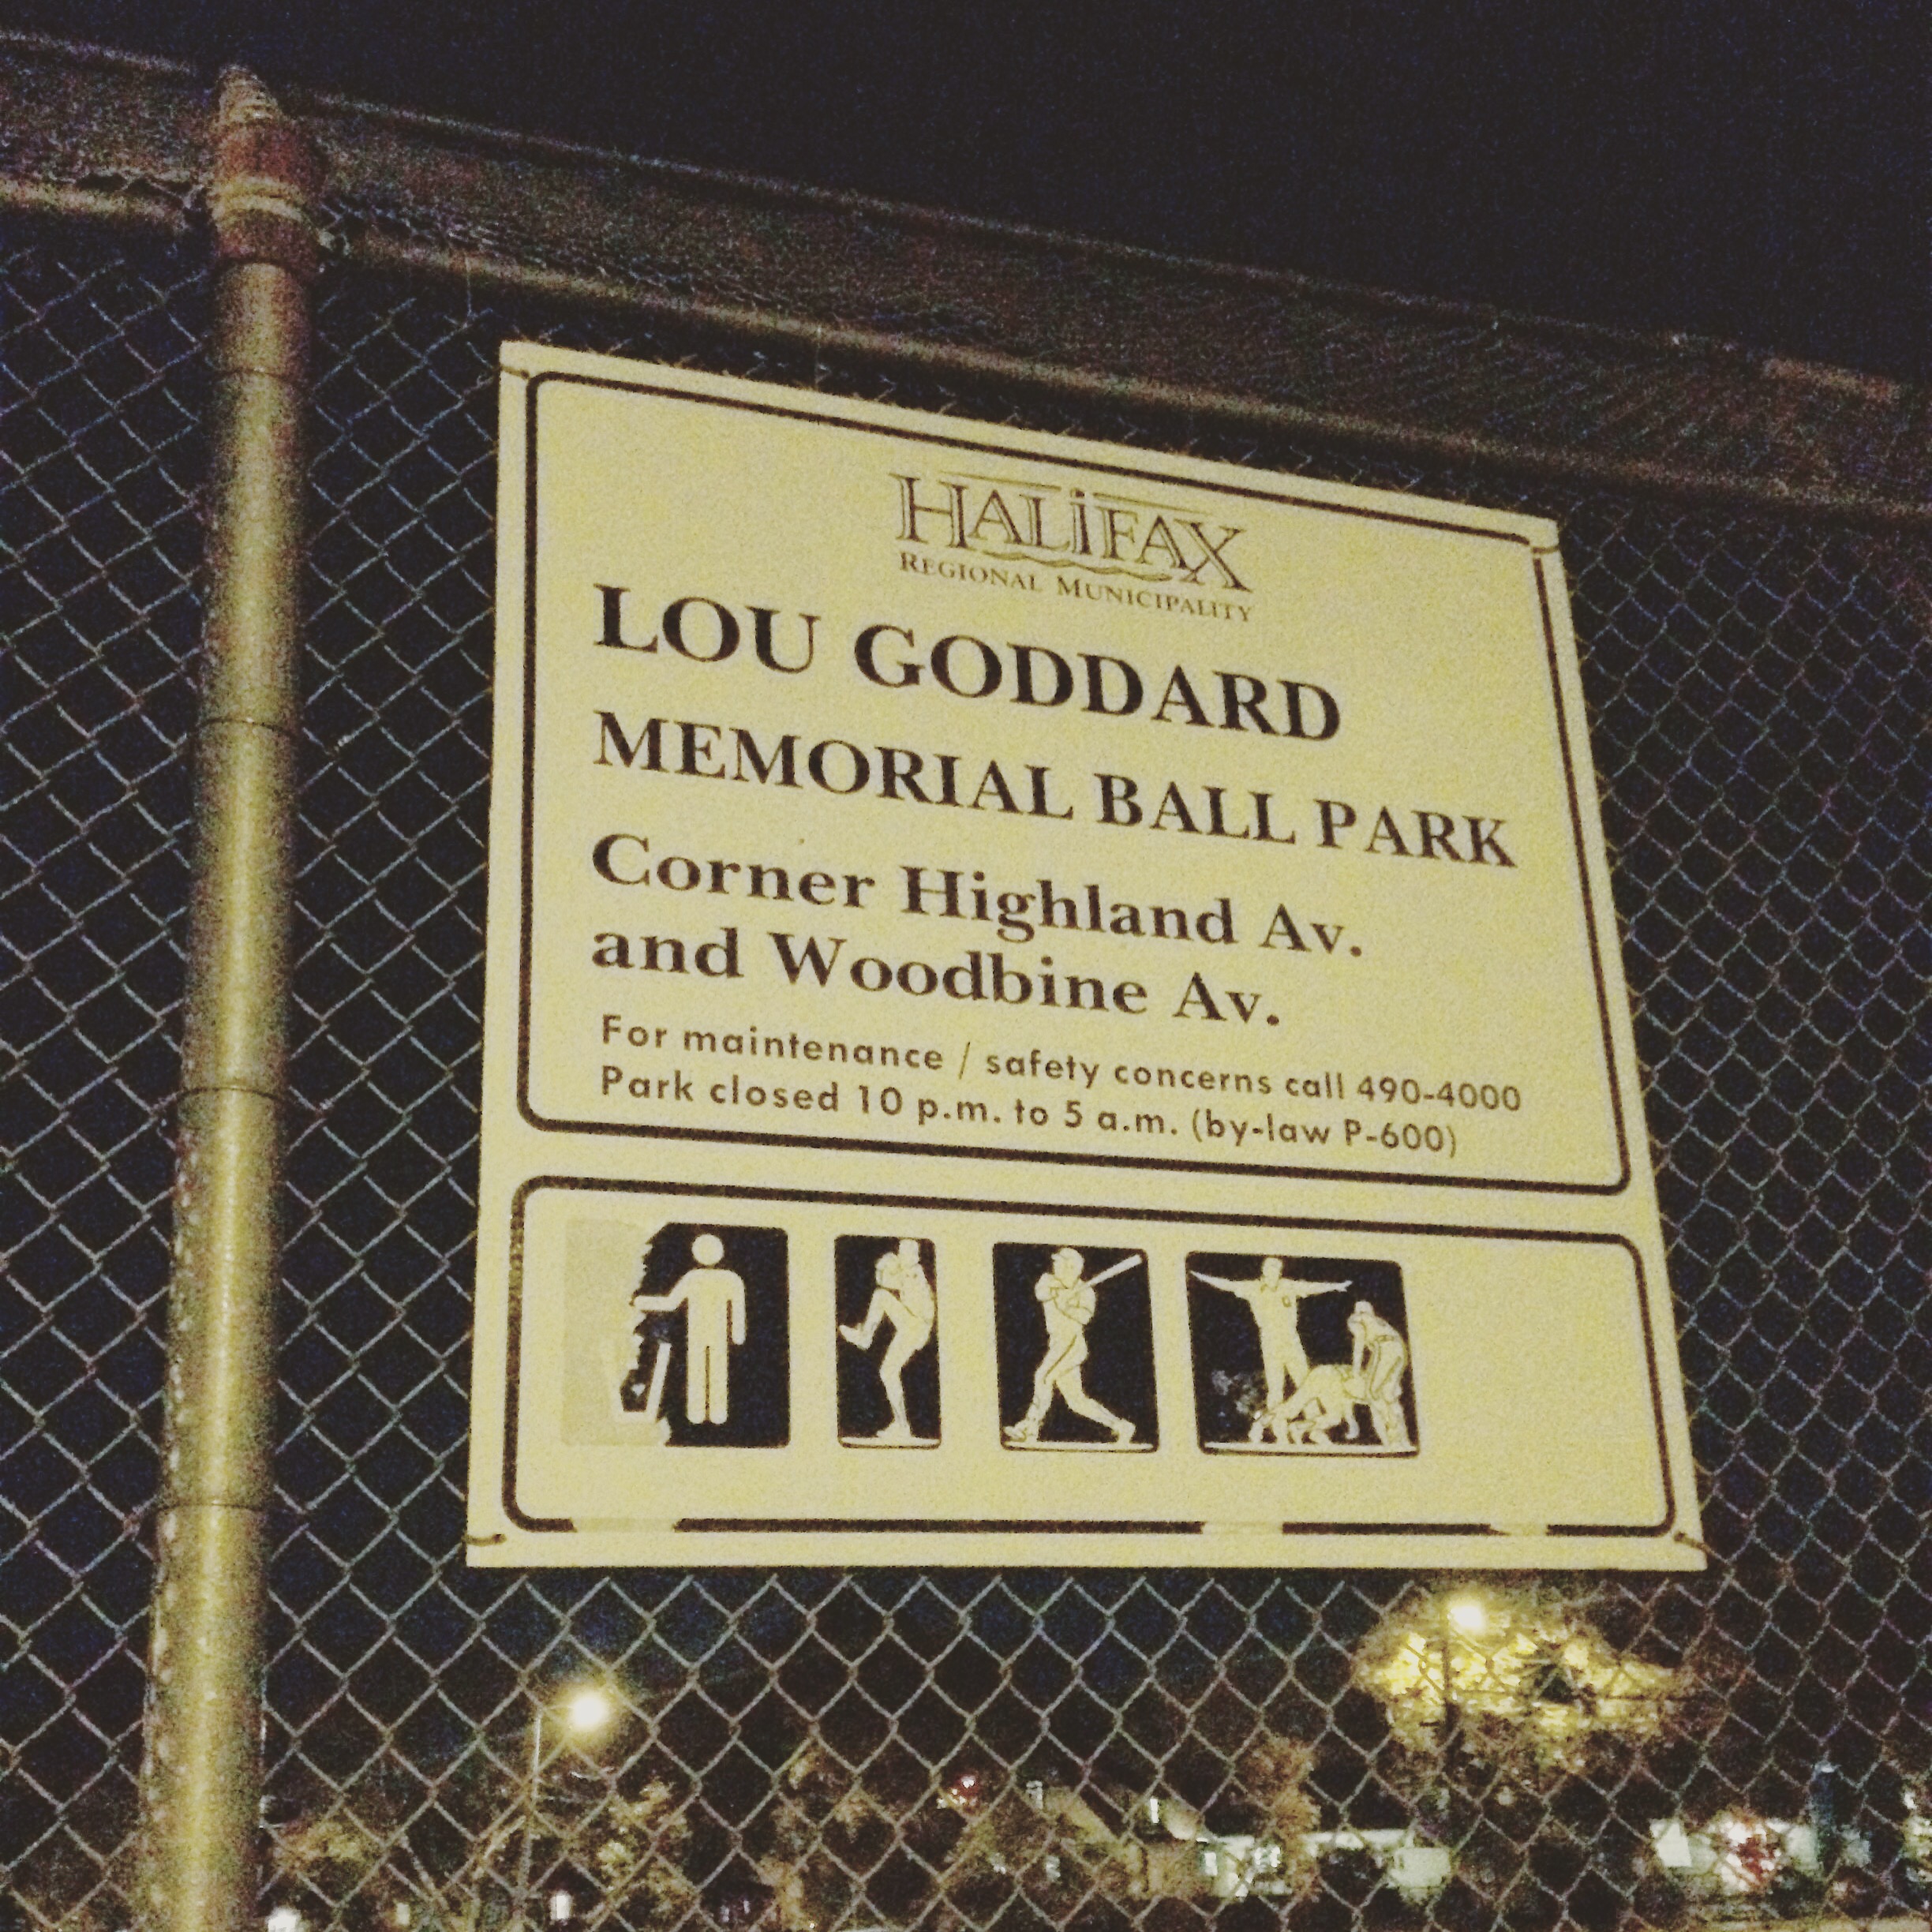 HALiFAX
REGIONAL MUNICIPALITY
LOU GODDARD
MEMORIAL BALL PARK
Corner Highland Av.
and Woodbine Av.
For maintenance / safety concerns call 490-4000
Park closed 10 p.m. to 5 a.m. (by-law P-600)